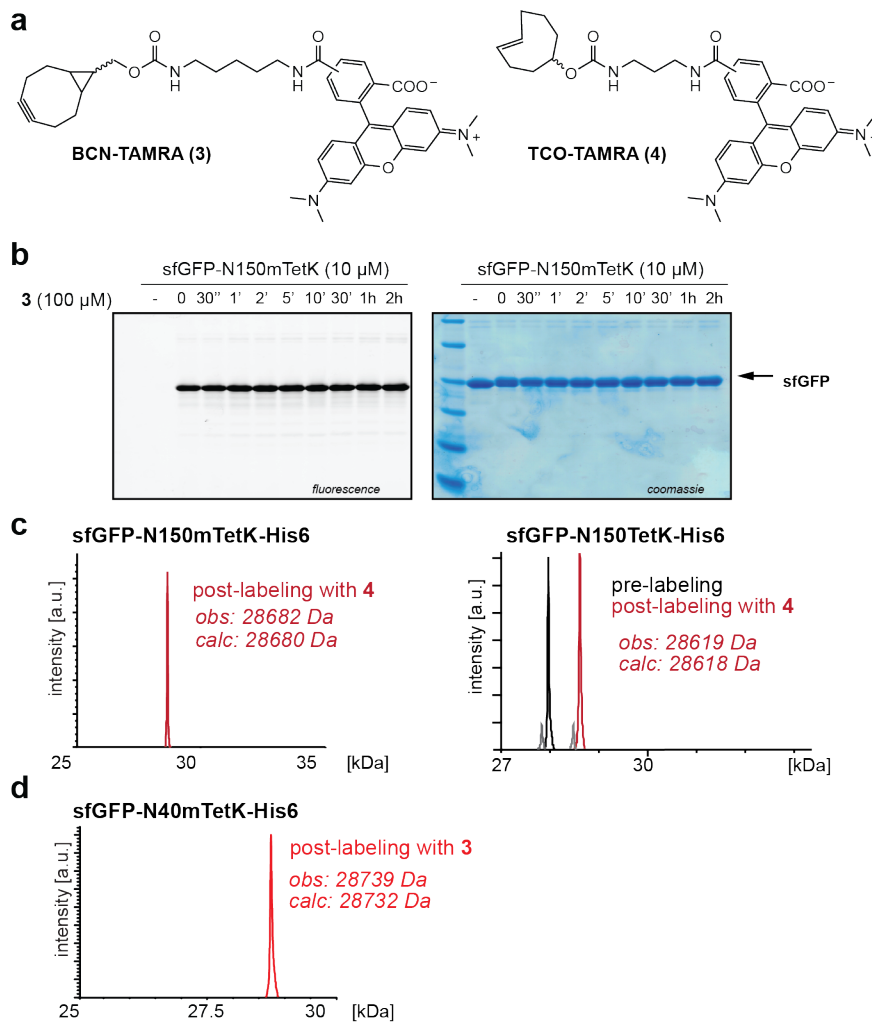 a
O
O
O
N
H
H
N
O
COO−
N
+
O
N
BCN-TAMRA (3)
O
O
N
H
H
N
O
COO−
N
+
O
N
TCO-TAMRA (4)
b
sfGFP-N150mTetK (10 µM)
3 (100 µM) - 0 30’’ 1’ 2’ 5’ 10’ 30’ 1h 2h
fluorescence
sfGFP-N150mTetK (10 µM)
- 0 30’’ 1’ 2’ 5’ 10’ 30’ 1h 2h
coomassie
sfGFP
c
sfGFP-N150mTetK-His6
intensity [a.u.]
post-labeling with 4
obs: 28682 Da
calc: 28680 Da
25 30 35 [kDa]
sfGFP-N150TetK-His6
intensity [a.u.]
pre-labeling
post-labeling with 4
obs: 28619 Da
calc: 28618 Da
27 30 [kDa]
d
sfGFP-N40mTetK-His6
intensity [a.u.]
post-labeling with 3
obs: 28739 Da
calc: 28732 Da
25 27.5 30 [kDa]